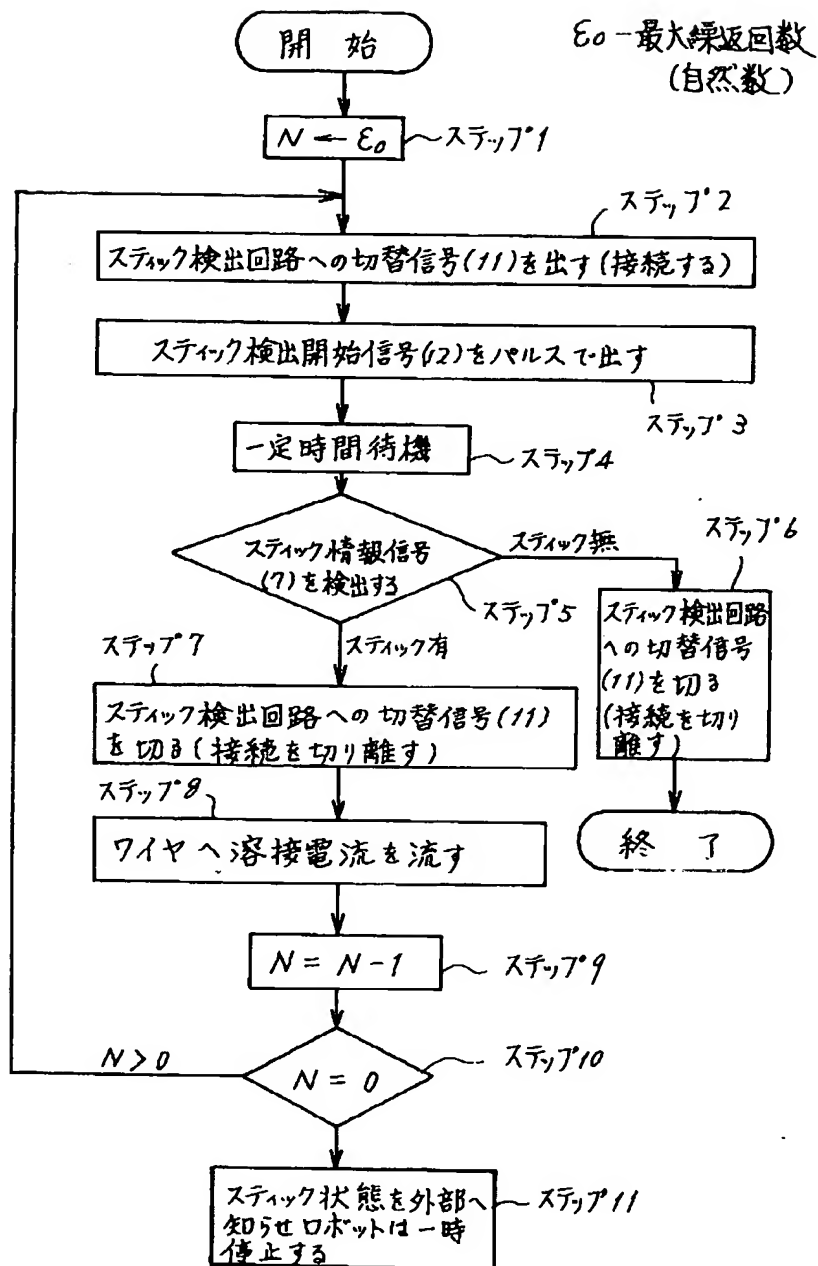 開始
ε0ー最大繰返回数
(自然数)
N ← ε0
ステップ1
ステップ2
スティック検出回路への切替信号(11)を出す(接続する)
スティック検出開始信号(12)をパルスで出す
ステップ3
一定時間待機
ステップ4
スティック情報信号
(7)を検出する
スティック無
ステップ5
ステップ6
スティック検出回路
への切替信号
(11)を切る
(接続を切り
離す)
終了
スティック有
ステップ7
スティック検出回路への切替信号(11)
を切る(接続を切り離す)
ステップ8
ワイヤへ溶接電流を流す
N = N-1
ステップ9
N>0
N = 0
ステップ10
スティック状態を外部へ
知らせロボットは一時
停止する
ステップ11